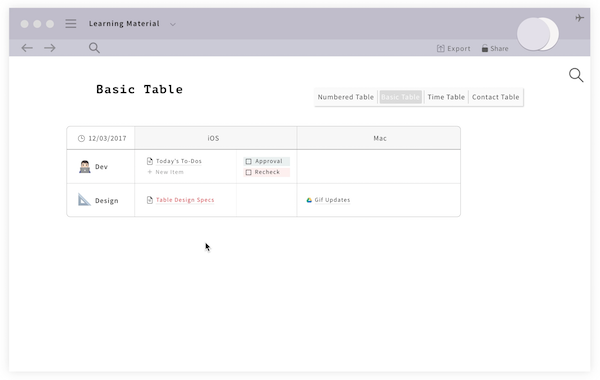 Learning Material
Export
Share
Basic Table
Numbered Table
Basic Table
Time Table
Contact Table
12/03/2017
iOS
Mac
Dev
Today's To-Dos
+ New item
Approval
Recheck
Design
Table Design Specs
Gif Updates